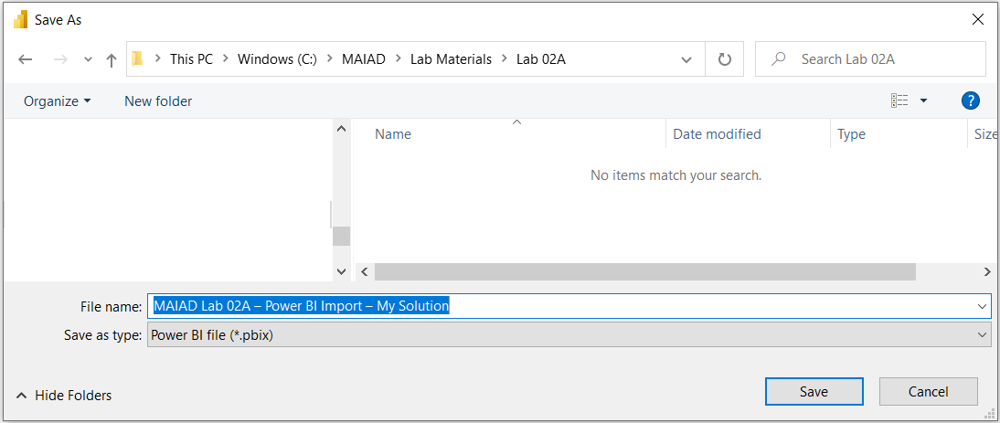 Save As
This PC > Windows (C:) > MAIAD > Lab Materials > Lab 02A
Search Lab 02A
Organize New folder
?
Name Date modified Type Size
No items match your search.
File name: MAIAD Lab 02A – Power BI Import – My Solution
Save as type: Power BI file (*.pbix)
Hide Folders Save Cancel